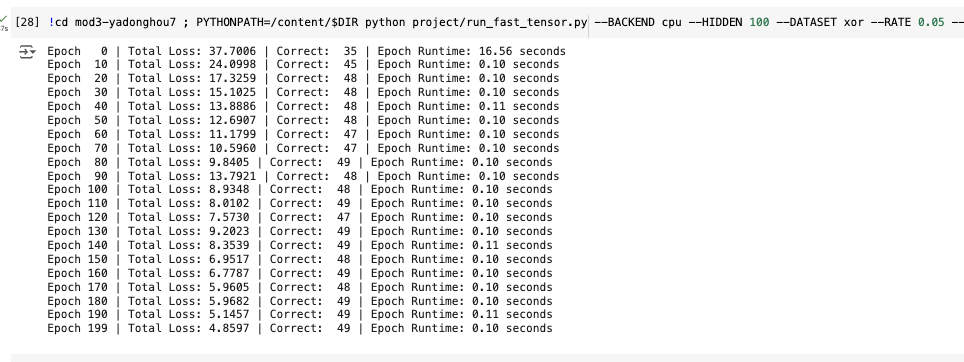 [28] !cd mod3-yadonghou7 ; PYTHONPATH=/content/$DIR python project/run_fast_tensor.py --BACKEND cpu --HIDDEN 100 --DATASET xor --RATE 0.05 --
7s
Epoch   0 | Total Loss: 37.7006 | Correct:  35 | Epoch Runtime: 16.56 seconds
Epoch  10 | Total Loss: 24.0998 | Correct:  45 | Epoch Runtime: 0.10 seconds
Epoch  20 | Total Loss: 17.3259 | Correct:  48 | Epoch Runtime: 0.10 seconds
Epoch  30 | Total Loss: 15.1025 | Correct:  48 | Epoch Runtime: 0.10 seconds
Epoch  40 | Total Loss: 13.8886 | Correct:  48 | Epoch Runtime: 0.11 seconds
Epoch  50 | Total Loss: 12.6907 | Correct:  48 | Epoch Runtime: 0.10 seconds
Epoch  60 | Total Loss: 11.1799 | Correct:  47 | Epoch Runtime: 0.10 seconds
Epoch  70 | Total Loss: 10.5960 | Correct:  47 | Epoch Runtime: 0.10 seconds
Epoch  80 | Total Loss: 9.8405 | Correct:  49 | Epoch Runtime: 0.10 seconds
Epoch  90 | Total Loss: 13.7921 | Correct:  48 | Epoch Runtime: 0.10 seconds
Epoch 100 | Total Loss: 8.9348 | Correct:  48 | Epoch Runtime: 0.10 seconds
Epoch 110 | Total Loss: 8.0102 | Correct:  49 | Epoch Runtime: 0.10 seconds
Epoch 120 | Total Loss: 7.5730 | Correct:  47 | Epoch Runtime: 0.10 seconds
Epoch 130 | Total Loss: 9.2023 | Correct:  49 | Epoch Runtime: 0.10 seconds
Epoch 140 | Total Loss: 8.3539 | Correct:  49 | Epoch Runtime: 0.11 seconds
Epoch 150 | Total Loss: 6.9517 | Correct:  48 | Epoch Runtime: 0.10 seconds
Epoch 160 | Total Loss: 6.7787 | Correct:  49 | Epoch Runtime: 0.10 seconds
Epoch 170 | Total Loss: 5.9605 | Correct:  48 | Epoch Runtime: 0.10 seconds
Epoch 180 | Total Loss: 5.9682 | Correct:  49 | Epoch Runtime: 0.10 seconds
Epoch 190 | Total Loss: 5.1457 | Correct:  49 | Epoch Runtime: 0.11 seconds
Epoch 199 | Total Loss: 4.8597 | Correct:  49 | Epoch Runtime: 0.10 seconds